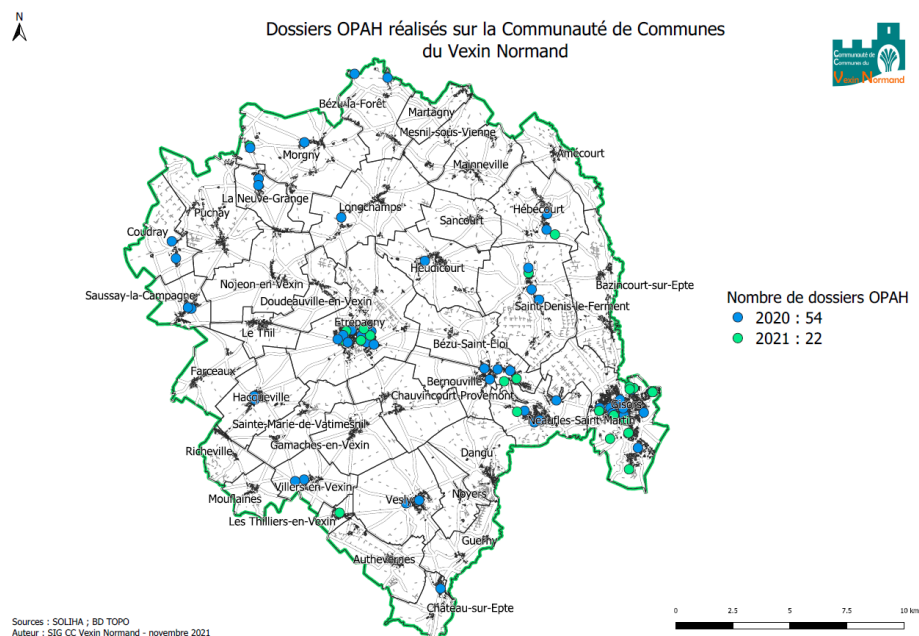 N
Dossiers OPAH réalisés sur la Communauté de Communes
du Vexin Normand
Communauté de
Communes du
Vexin Normand
Bézu-la-Forêt
Martagny
Mesnil-sous-Vienne
Morgny
Mainneville
Amécourt
La Neuve-Grange
Longchamps
Hébécourt
Puchay
Sancourt
Coudray
Heudicourt
Bazincourt-sur-Epte
Nojeon-en-Vexin
Saussay-la-Campagne
Doudeauville-en-Vexin
Saint-Denis-le-Ferment
Nombre de dossiers OPAH
2020 : 54
2021 : 22
Etrépagny
Le Thil
Bézu-Saint-Éloi
Farceaux
Bernouville
Hacqueville
Chauvincourt-Provemont
Gisors
Neaufles-Saint-Martin
Sainte-Marie-de-Vatimesnil
Gamaches-en-Vexin
Richeville
Dangu
Villers-en-Vexin
Mouflaines
Vesly
Noyers
Les Thilliers-en-Vexin
Guerny
Authevernes
Château-sur-Epte
0 2.5 5 7.5 10 km
Sources : SOLIHA ; BD TOPO
Auteur : SIG CC Vexin Normand - novembre 2021